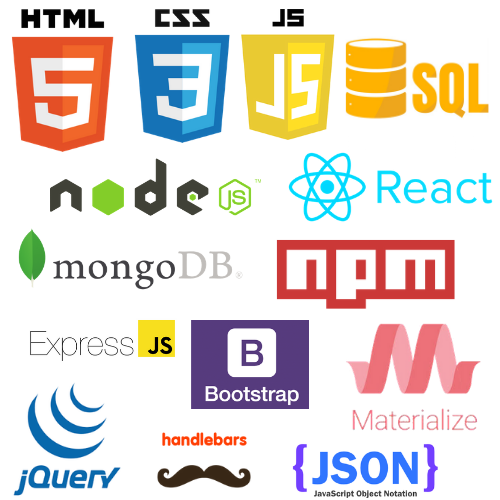 HTML CSS JS
5 3 JS SQL
node JS ™
React
mongoDB®
npm
Express JS
B
Bootstrap
Materialize
jQuery
handlebars
{JSON}
JavaScript Object Notation